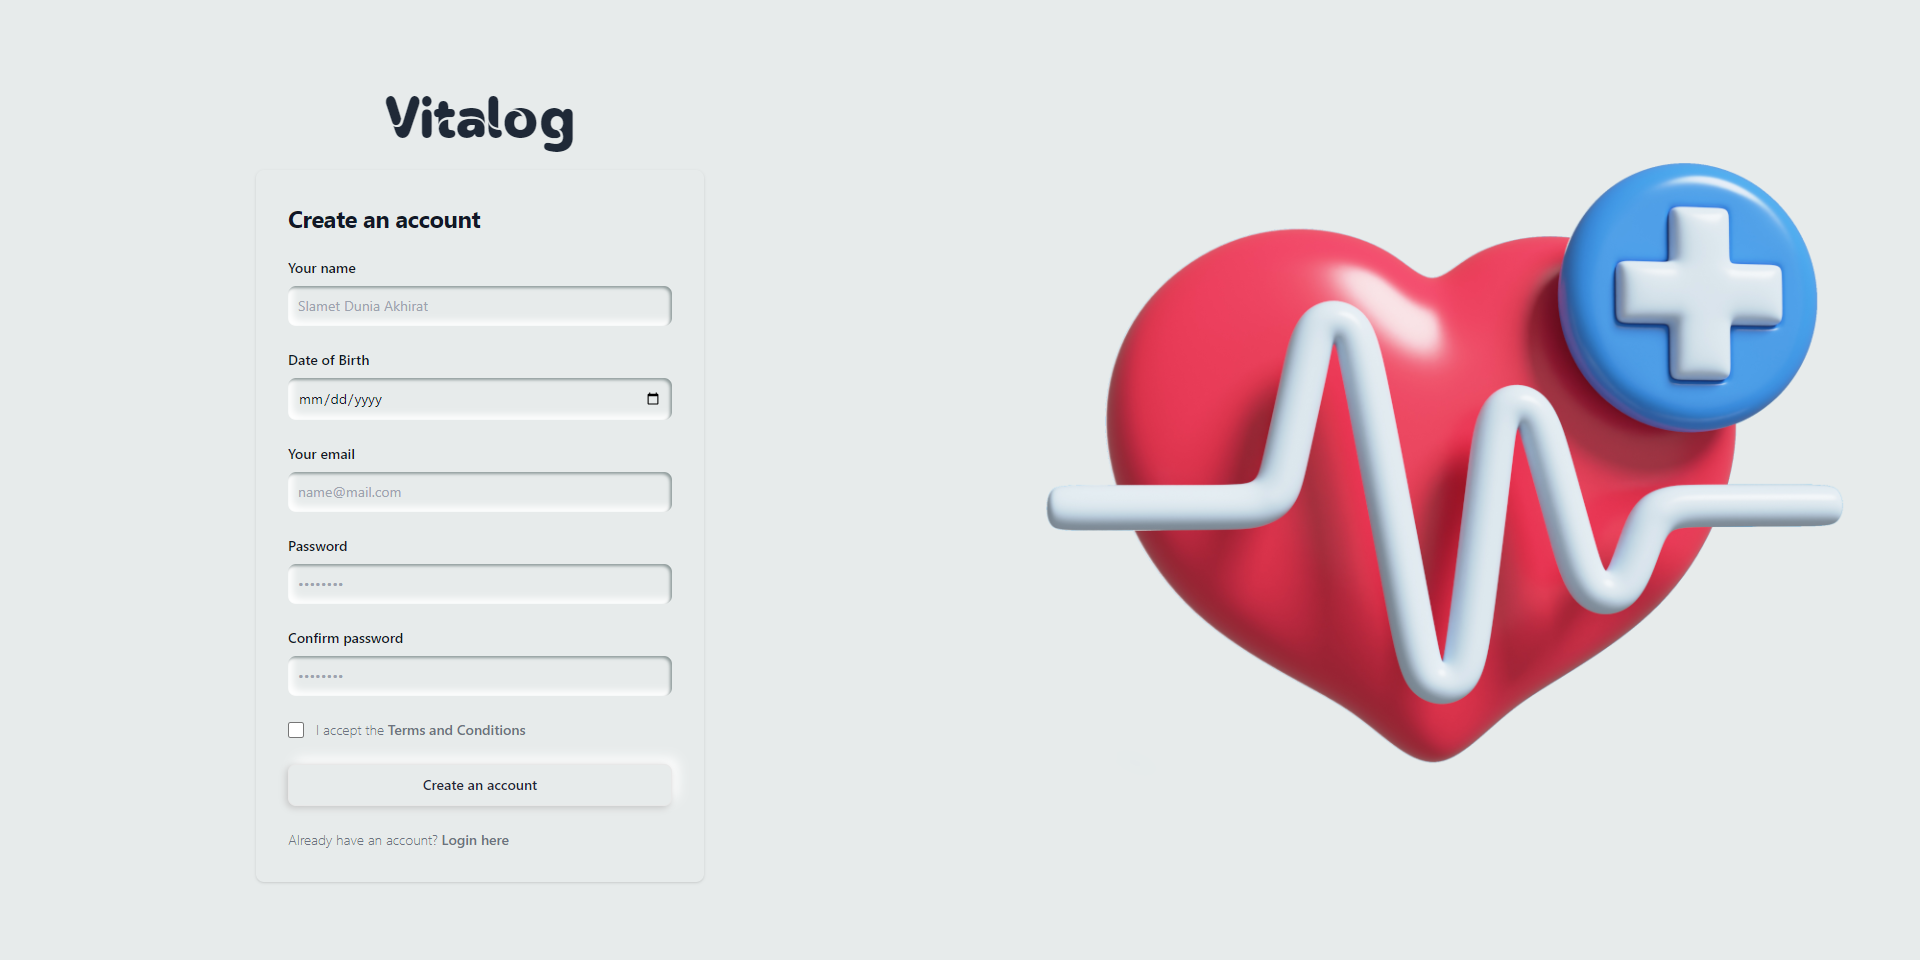 Vitalog
Create an account
Your name
Slamet Dunia Akhirat
Date of Birth
mm/dd/yyyy
Your email
name@mail.com
Password
••••••••
Confirm password
••••••••
I accept the Terms and Conditions
Create an account
Already have an account? Login here